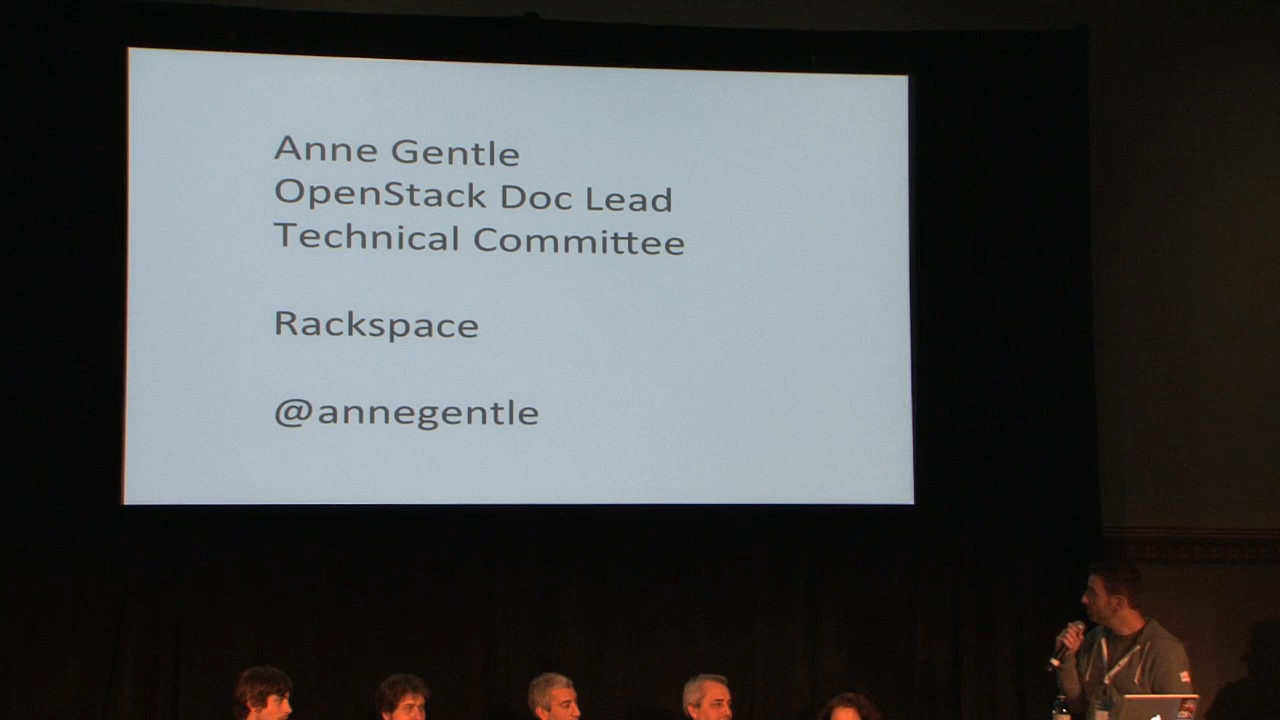 Anne Gentle
OpenStack Doc Lead
Technical Committee
Rackspace
@annegentle